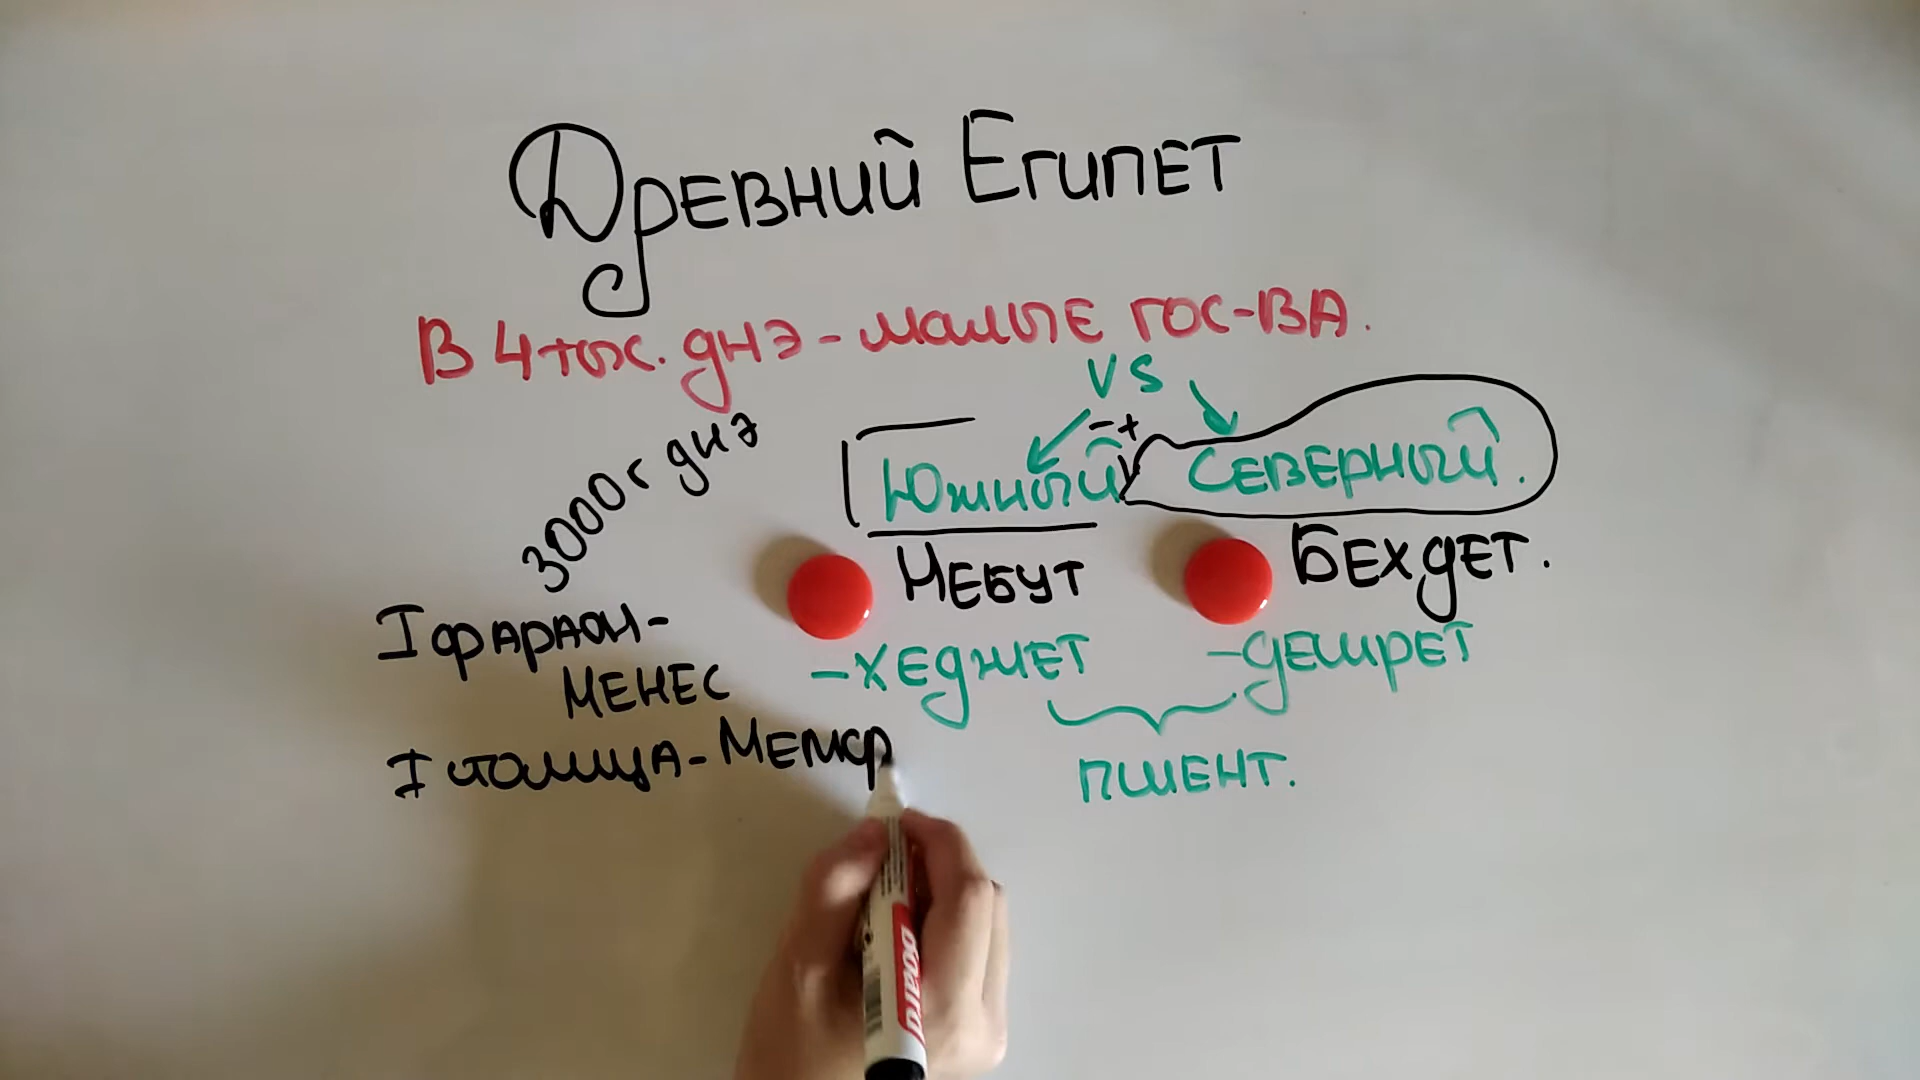 Древний Египет
В 4 тыс. днэ - малые гос-ва.
VS
- +
Южный Северный.
3000 г днэ
Небут Бехдет.
I фараон -
Менес
- хеджет - дешрет
I столица - Мемф
пшент.
board